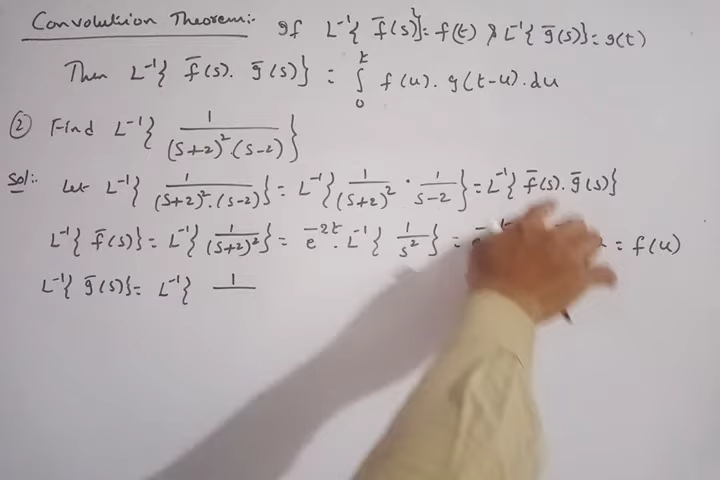 Convolution Theorem:- If L⁻¹{ f̄(s)} = f(t) & L⁻¹{ ḡ(s)} = g(t)
Then L⁻¹{ f̄(s). ḡ(s)} = ∫₀ᵗ f(u). g(t-u).du
② Find L⁻¹{ 1/((s+2)².(s-2)) }
Sol:- Let L⁻¹{ 1/((s+2)².(s-2)) } = L⁻¹{ 1/(s+2)² . 1/(s-2) } = L⁻¹{ f̄(s). ḡ(s)}
L⁻¹{ f̄(s)} = L⁻¹{ 1/(s+2)² } = e⁻²ᵗ. L⁻¹{ 1/s² } = = f(u)
L⁻¹{ ḡ(s)} = L⁻¹{ 1/